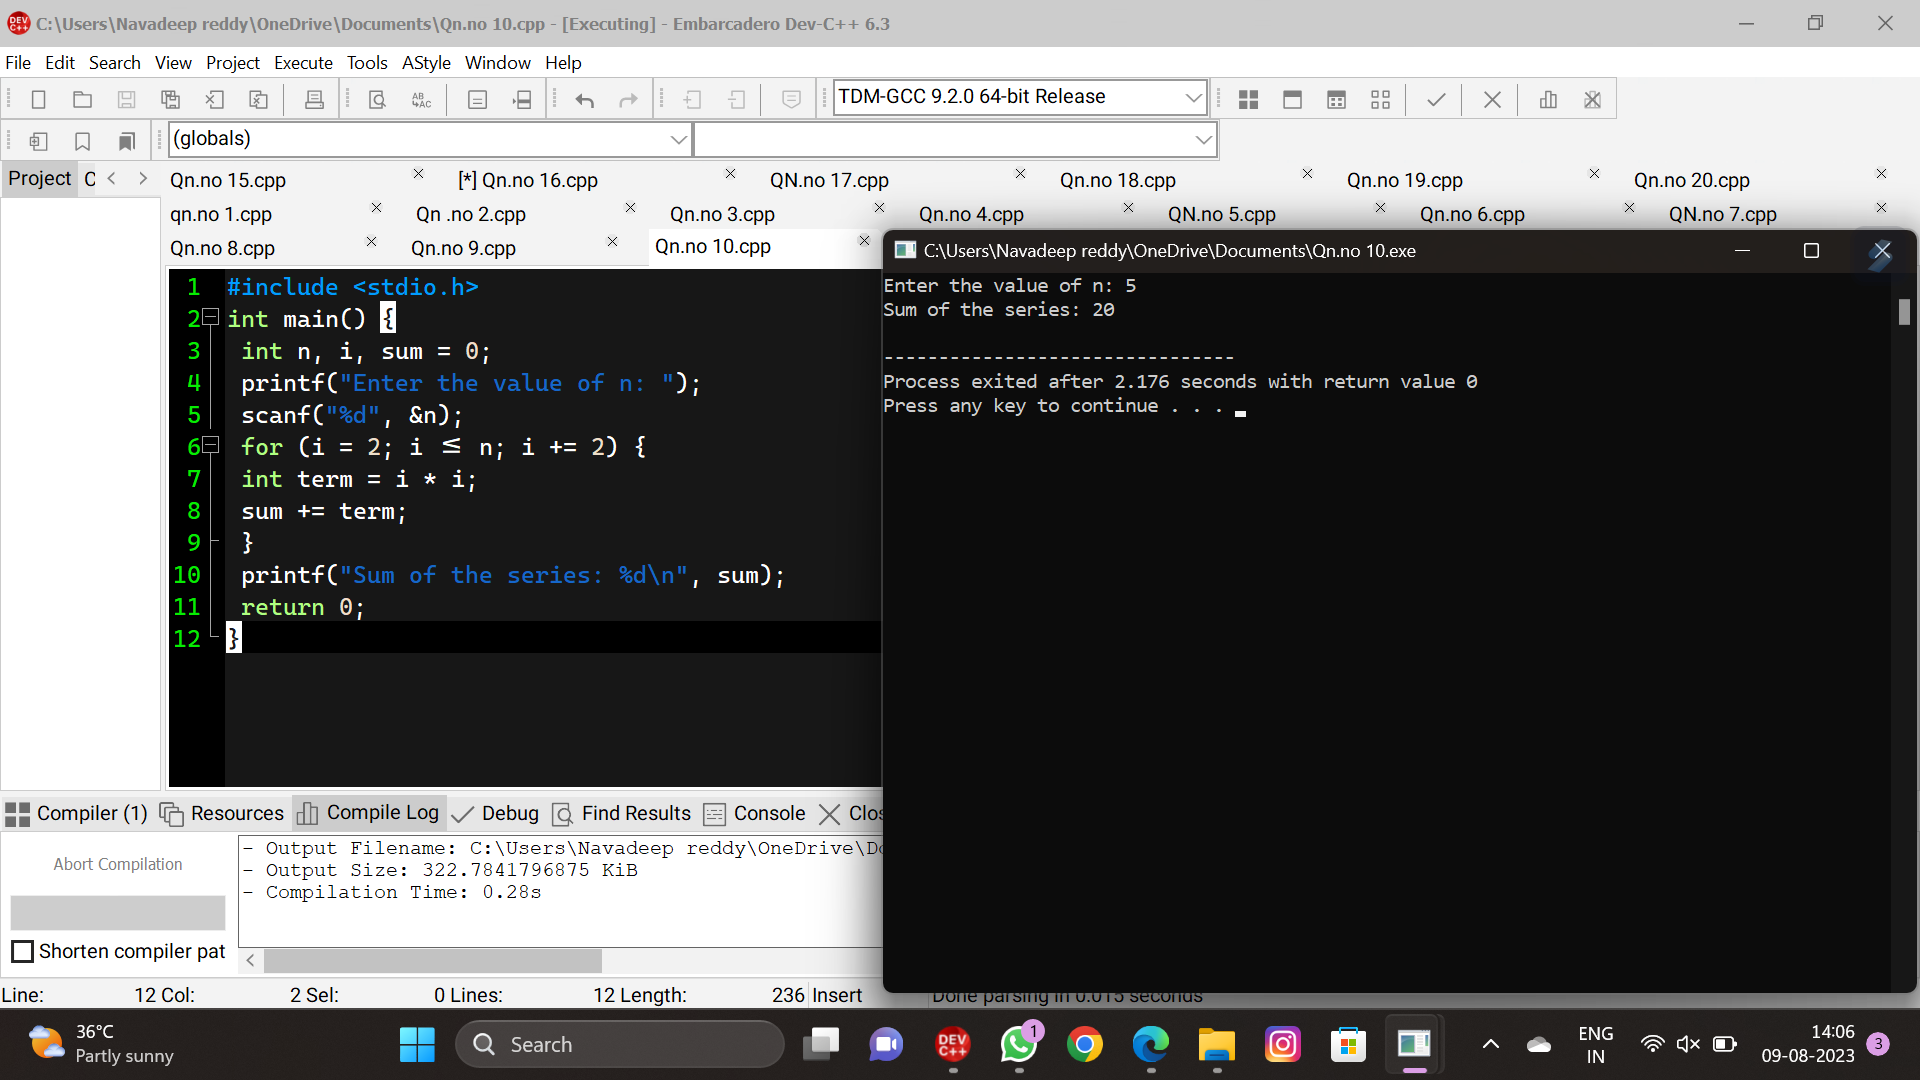 C:\Users\Navadeep reddy\OneDrive\Documents\Qn.no 10.cpp - [Executing] - Embarcadero Dev-C++ 6.3
File Edit Search View Project Execute Tools AStyle Window Help
TDM-GCC 9.2.0 64-bit Release
(globals)
Project
Qn.no 15.cpp [*] Qn.no 16.cpp QN.no 17.cpp Qn.no 18.cpp Qn.no 19.cpp Qn.no 20.cpp
qn.no 1.cpp Qn .no 2.cpp Qn.no 3.cpp Qn.no 4.cpp QN.no 5.cpp Qn.no 6.cpp QN.no 7.cpp
Qn.no 8.cpp Qn.no 9.cpp Qn.no 10.cpp
1 #include <stdio.h>
2 int main() {
3 int n, i, sum = 0;
4 printf("Enter the value of n: ");
5 scanf("%d", &n);
6 for (i = 2; i ≤ n; i += 2) {
7 int term = i * i;
8 sum += term;
9 }
10 printf("Sum of the series: %d\n", sum);
11 return 0;
12 }
C:\Users\Navadeep reddy\OneDrive\Documents\Qn.no 10.exe
Enter the value of n: 5
Sum of the series: 20
--------------------------------
Process exited after 2.176 seconds with return value 0
Press any key to continue . . .
Compiler (1) Resources Compile Log Debug Find Results Console
Abort Compilation
Shorten compiler pat
- Output Filename: C:\Users\Navadeep reddy\OneDrive\
- Output Size: 322.7841796875 KiB
- Compilation Time: 0.28s
Line: 12 Col: 2 Sel: 0 Lines: 12 Length: 236 Insert Done parsing in 0.015 seconds
36°C
Partly sunny
Search
DEV C++
1
ENG
IN
14:06
09-08-2023
3